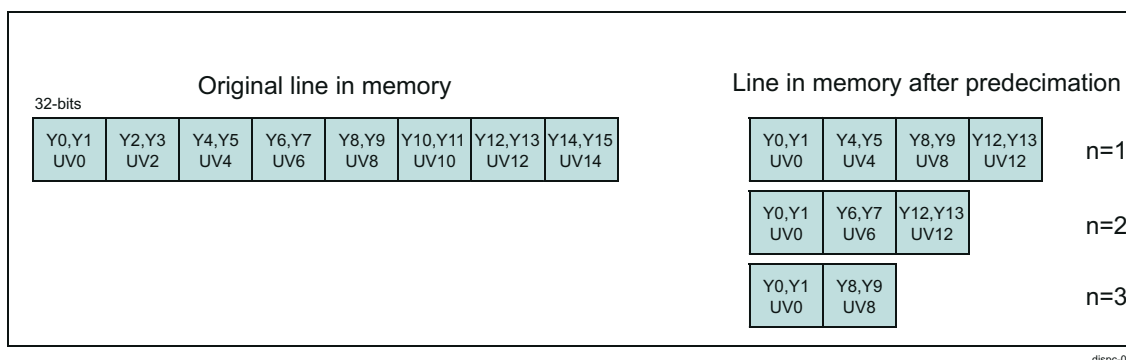 Original line in memory
Line in memory after predecimation
32-bits
Y0,Y1 Y2,Y3 Y4,Y5 Y6,Y7 Y8,Y9 Y10,Y11 Y12,Y13 Y14,Y15
UV0 UV2 UV4 UV6 UV8 UV10 UV12 UV14
Y0,Y1 Y4,Y5 Y8,Y9 Y12,Y13
UV0 UV4 UV8 UV12
n=1
Y0,Y1 Y6,Y7 Y12,Y13
UV0 UV6 UV12
n=2
Y0,Y1 Y8,Y9
UV0 UV8
n=3